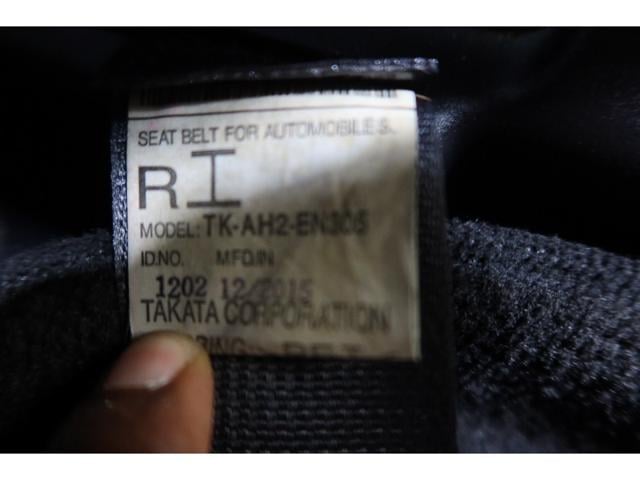 SEAT BELT FOR AUTOMOBILES.
RI
MODEL: TK-AH2-EN305
ID.NO. MFD.IN
1202 12/2015
TAKATA CORPORATION